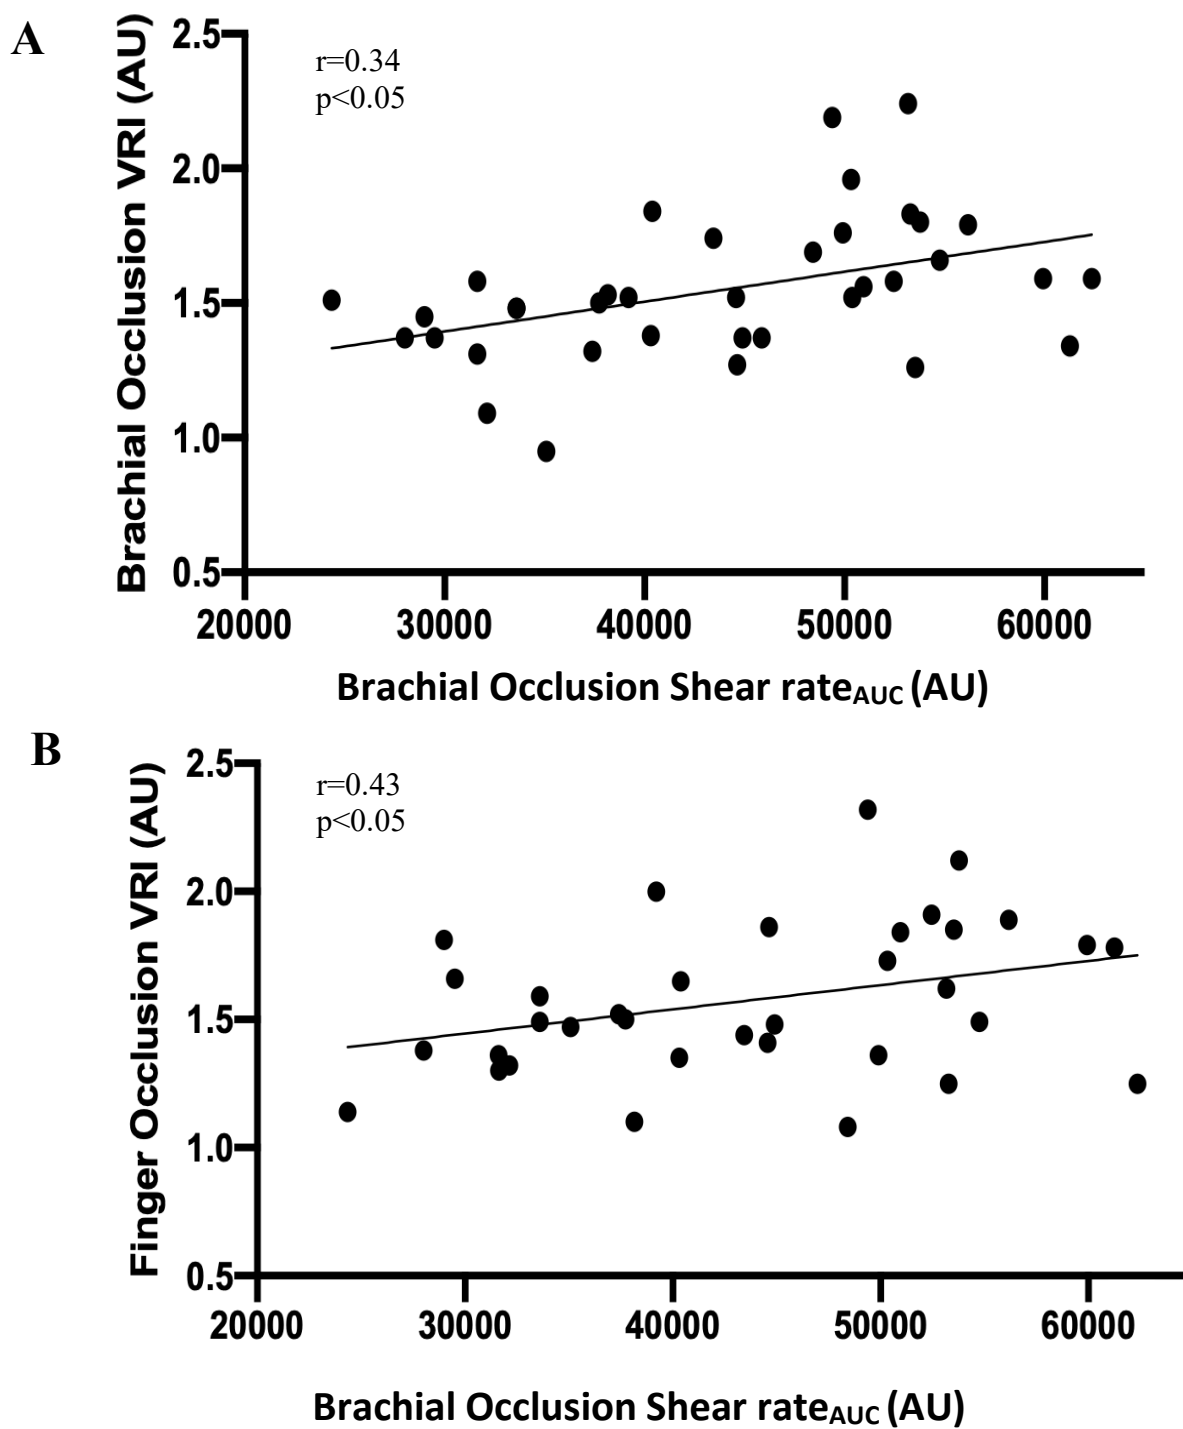 A
r=0.34
p<0.05
Brachial Occlusion VRI (AU)
2.5
2.0
1.5
1.0
0.5
20000 30000 40000 50000 60000
Brachial Occlusion Shear rateAUC (AU)
B
r=0.43
p<0.05
Finger Occlusion VRI (AU)
2.5
2.0
1.5
1.0
0.5
20000 30000 40000 50000 60000
Brachial Occlusion Shear rateAUC (AU)